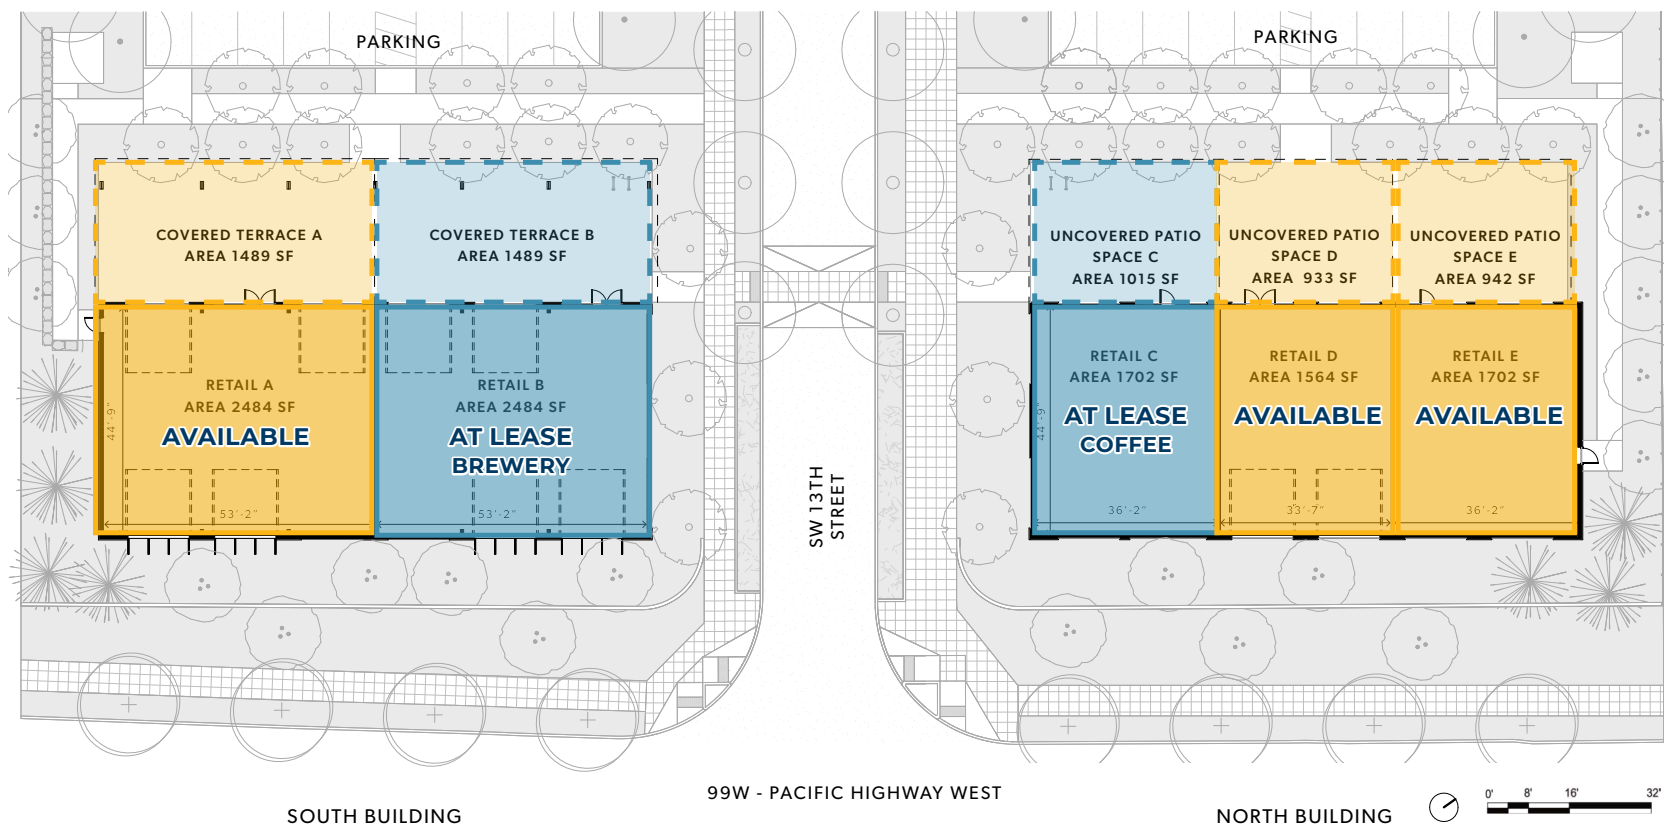 PARKING
PARKING
COVERED TERRACE A
AREA 1489 SF
COVERED TERRACE B
AREA 1489 SF
UNCOVERED PATIO
SPACE C
AREA 1015 SF
UNCOVERED PATIO
SPACE D
AREA 933 SF
UNCOVERED PATIO
SPACE E
AREA 942 SF
RETAIL A
AREA 2484 SF
AVAILABLE
44'-9"
53'-2"
RETAIL B
AREA 2484 SF
AT LEASE
BREWERY
53'-2"
SW 13TH
STREET
RETAIL C
AREA 1702 SF
AT LEASE
COFFEE
44'-9"
36'-2"
RETAIL D
AREA 1564 SF
AVAILABLE
33'-7"
RETAIL E
AREA 1702 SF
AVAILABLE
36'-2"
99W - PACIFIC HIGHWAY WEST
SOUTH BUILDING
NORTH BUILDING
0' 8' 16' 32'